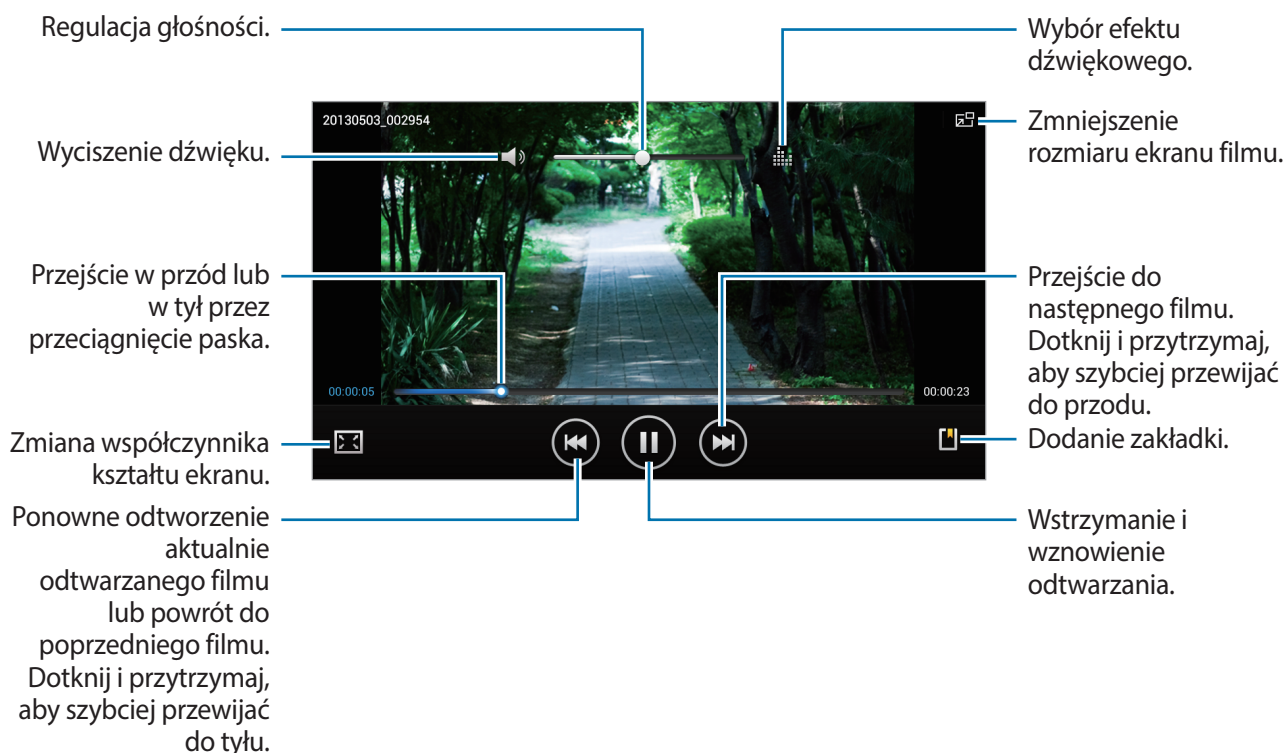 Regulacja głośności.
Wyciszenie dźwięku.
Przejście w przód lub
w tył przez
przeciągnięcie paska.
Zmiana współczynnika
kształtu ekranu.
Ponowne odtworzenie
aktualnie
odtwarzanego filmu
lub powrót do
poprzedniego filmu.
Dotknij i przytrzymaj,
aby szybciej przewijać
do tyłu.
20130503_002954
00:00:05
00:00:23
Wybór efektu
dźwiękowego.
Zmniejszenie
rozmiaru ekranu filmu.
Przejście do
następnego filmu.
Dotknij i przytrzymaj,
aby szybciej przewijać
do przodu.
Dodanie zakładki.
Wstrzymanie i
wznowienie
odtwarzania.